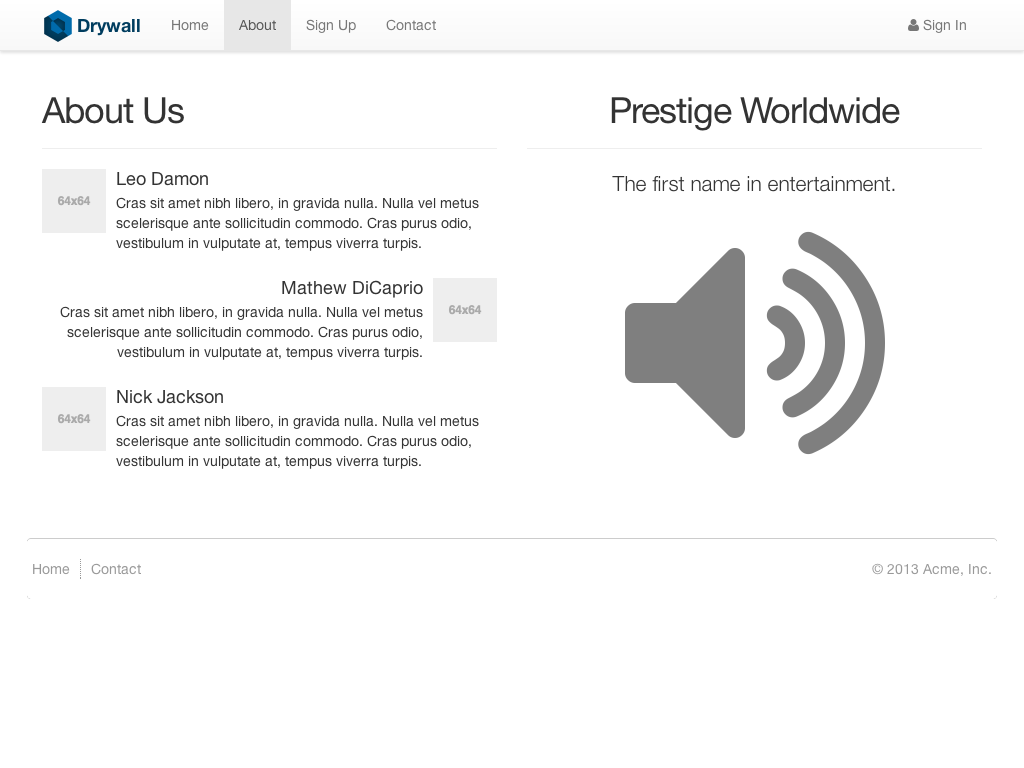 Drywall Home About Sign Up Contact Sign In
About Us
64x64
Leo Damon
Cras sit amet nibh libero, in gravida nulla. Nulla vel metus
scelerisque ante sollicitudin commodo. Cras purus odio,
vestibulum in vulputate at, tempus viverra turpis.
Mathew DiCaprio
Cras sit amet nibh libero, in gravida nulla. Nulla vel metus
scelerisque ante sollicitudin commodo. Cras purus odio,
vestibulum in vulputate at, tempus viverra turpis.
64x64
64x64
Nick Jackson
Cras sit amet nibh libero, in gravida nulla. Nulla vel metus
scelerisque ante sollicitudin commodo. Cras purus odio,
vestibulum in vulputate at, tempus viverra turpis.
Prestige Worldwide
The first name in entertainment.
Home Contact © 2013 Acme, Inc.